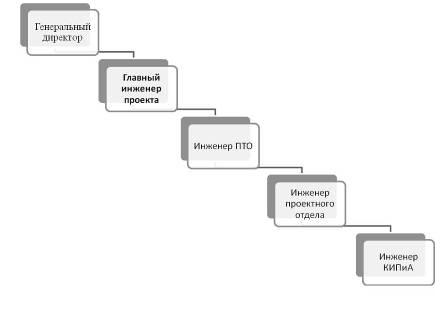 Генеральный
директор
Главный
инженер
проекта
Инженер ПТО
Инженер
проектного
отдела
Инженер
КИПиА